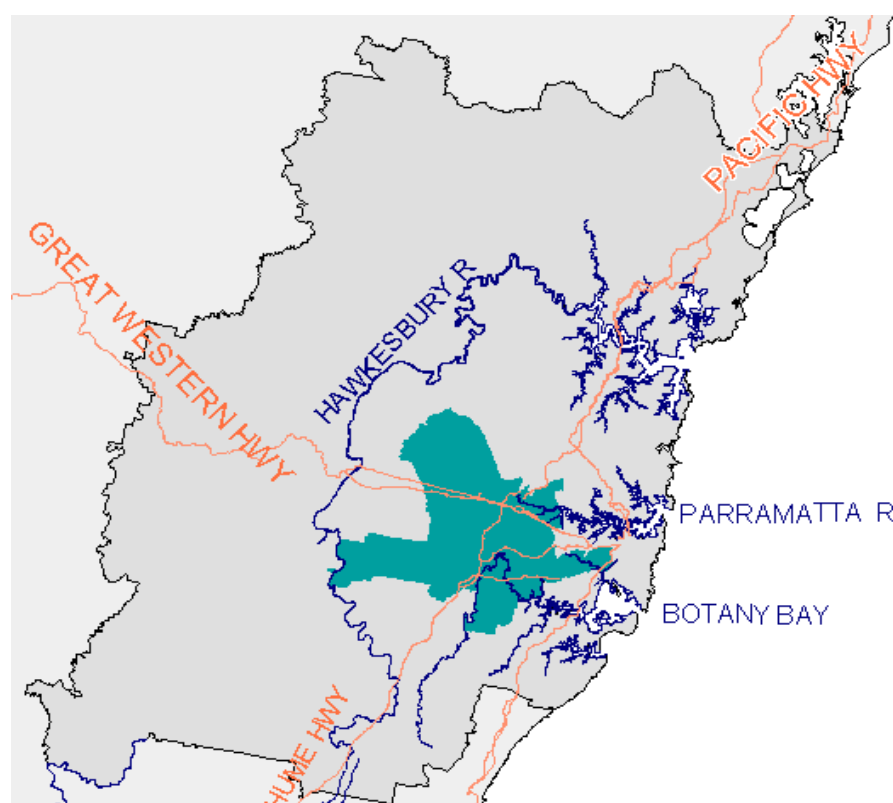 PACIFIC HWY
GREAT WESTERN HWY
HAWKESBURY R
PARRAMATTA R
BOTANY BAY
HUME HWY